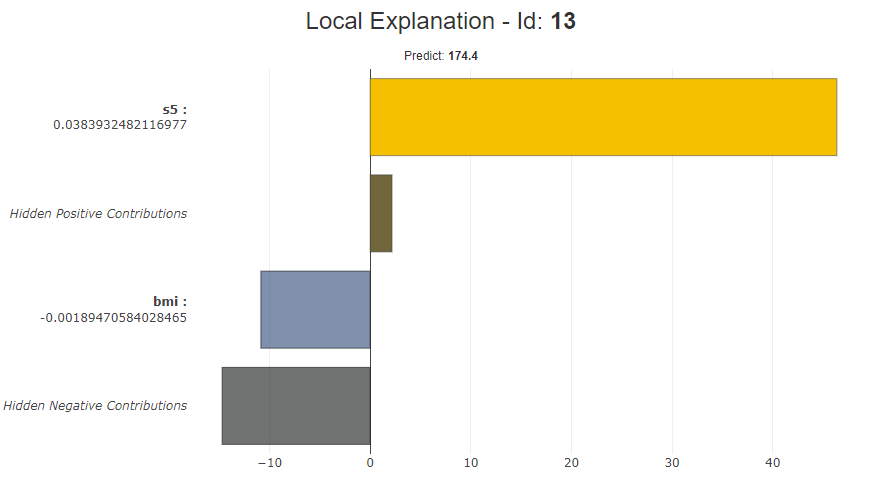 Local Explanation - Id: 13
Predict: 174.4
s5 :
0.0383932482116977
Hidden Positive Contributions
bmi :
-0.00189470584028465
Hidden Negative Contributions
−10 0 10 20 30 40